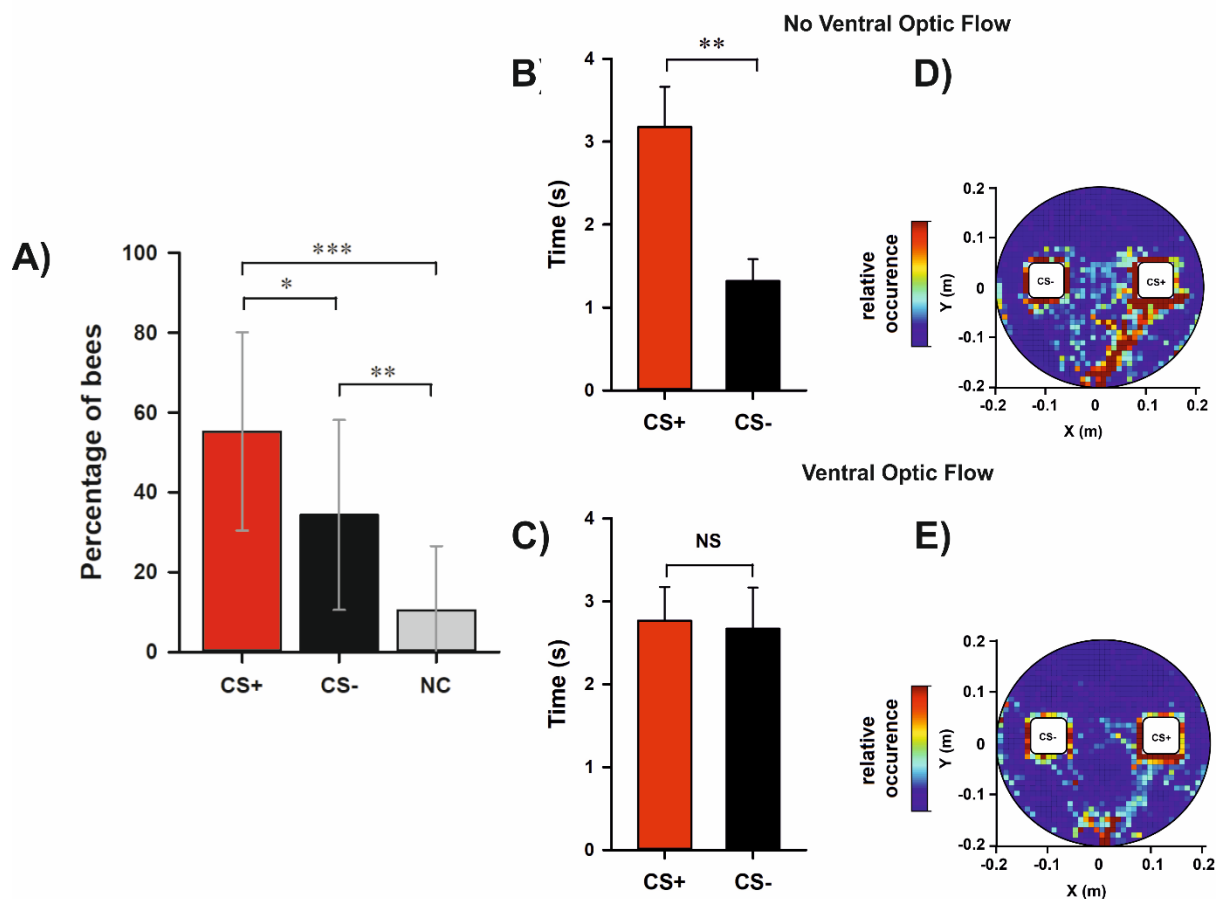 A)
Percentage of bees
100
80
60
40
20
0
***
*
**
CS+ CS- NC
No Ventral Optic Flow
B)
Time (s)
4
3
2
1
0
**
CS+ CS-
D)
relative
occurence
Y (m)
0.2
0.1
0
-0.1
-0.2
CS- CS+
-0.2 -0.1 0 0.1 0.2
X (m)
Ventral Optic Flow
C)
Time (s)
4
3
2
1
0
NS
CS+ CS-
E)
relative
occurence
Y (m)
0.2
0.1
0
-0.1
-0.2
CS- CS+
-0.2 -0.1 0 0.1 0.2
X (m)